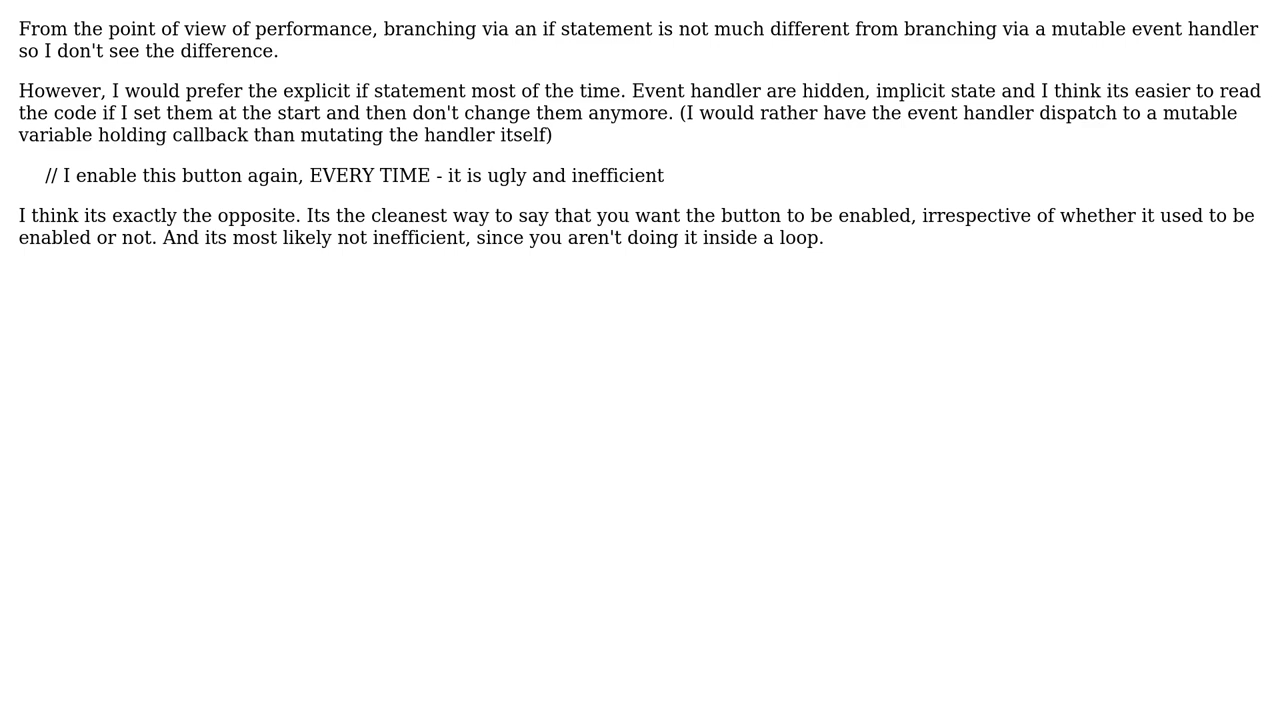 From the point of view of performance, branching via an if statement is not much different from branching via a mutable event handler
so I don't see the difference.
However, I would prefer the explicit if statement most of the time. Event handler are hidden, implicit state and I think its easier to read
the code if I set them at the start and then don't change them anymore. (I would rather have the event handler dispatch to a mutable
variable holding callback than mutating the handler itself)
// I enable this button again, EVERY TIME - it is ugly and inefficient
I think its exactly the opposite. Its the cleanest way to say that you want the button to be enabled, irrespective of whether it used to be
enabled or not. And its most likely not inefficient, since you aren't doing it inside a loop.